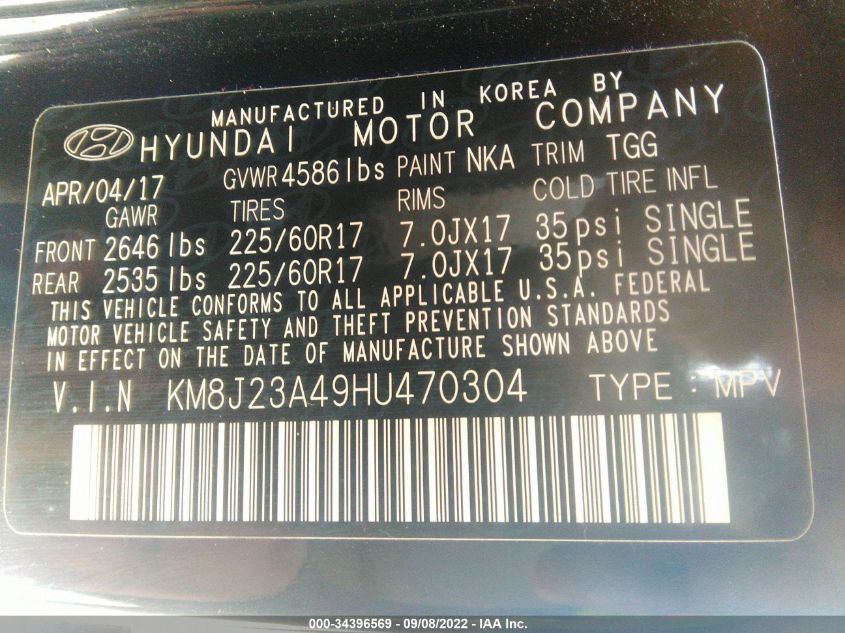 MANUFACTURED IN KOREA BY
HYUNDAI MOTOR COMPANY
APR/04/17 GVWR 4586 lbs PAINT NKA TRIM TGG
GAWR TIRES RIMS COLD TIRE INFL
FRONT 2646 lbs 225/60R17 7.0JX17 35psi SINGLE
REAR 2535 lbs 225/60R17 7.0JX17 35psi SINGLE
THIS VEHICLE CONFORMS TO ALL APPLICABLE U.S.A. FEDERAL
MOTOR VEHICLE SAFETY AND THEFT PREVENTION STANDARDS
IN EFFECT ON THE DATE OF MANUFACTURE SHOWN ABOVE
V.I.N KM8J23A49HU470304 TYPE : MPV
000-34396569 - 09/08/2022 - IAA Inc.